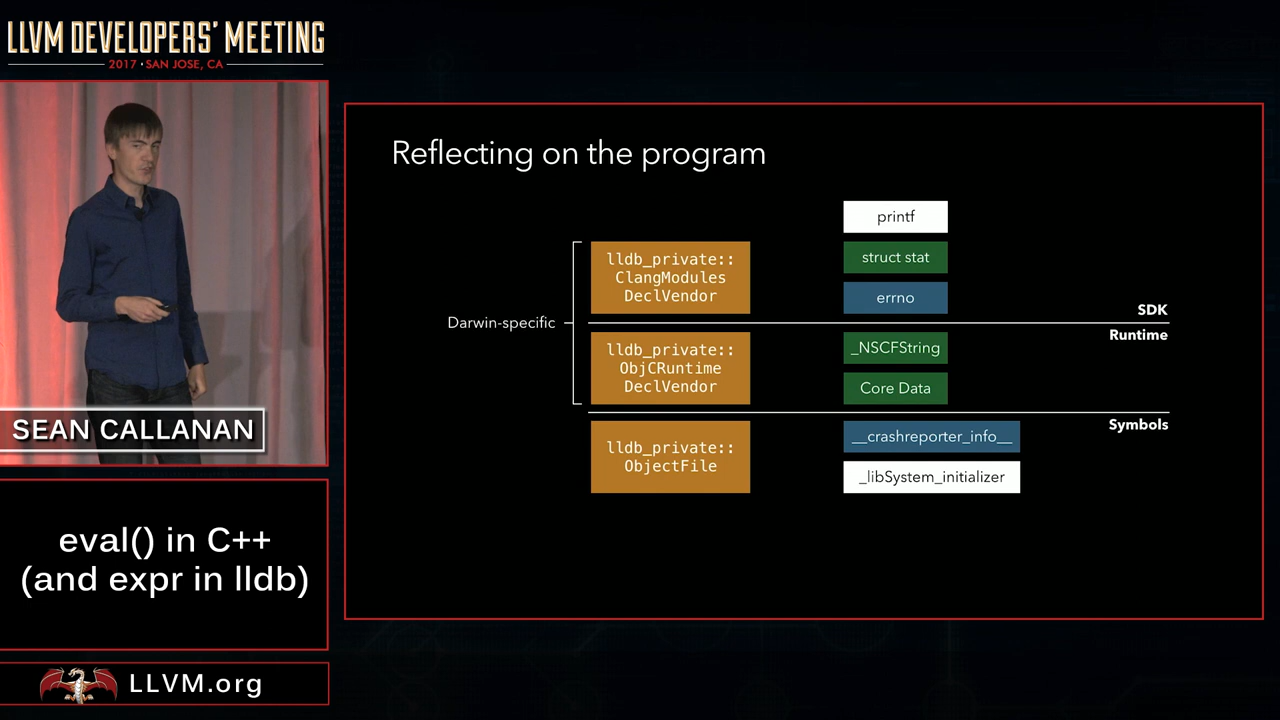 LLVM DEVELOPERS' MEETING
2017 · SAN JOSE, CA
SEAN CALLANAN
eval() in C++
(and expr in lldb)
LLVM.org
Reflecting on the program
Darwin-specific
lldb_private::
ClangModules
DeclVendor
printf
struct stat
errno
SDK
Runtime
lldb_private::
ObjCRuntime
DeclVendor
_NSCFString
Core Data
Symbols
lldb_private::
ObjectFile
__crashreporter_info__
_libSystem_initializer